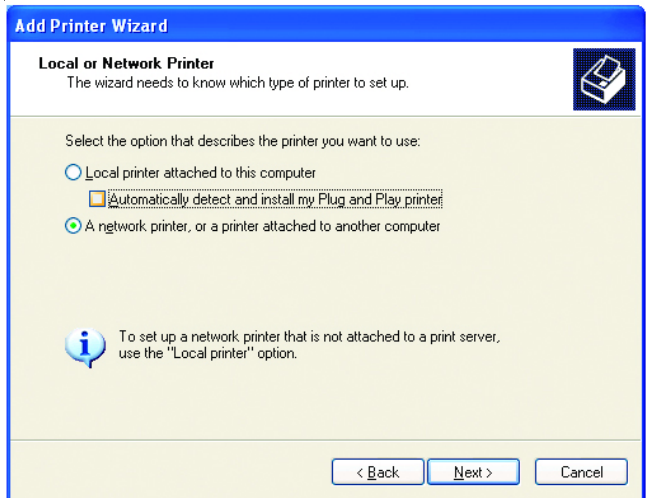 Add Printer Wizard
Local or Network Printer
The wizard needs to know which type of printer to set up.
Select the option that describes the printer you want to use:
Local printer attached to this computer
Automatically detect and install my Plug and Play printer
A network printer, or a printer attached to another computer
To set up a network printer that is not attached to a print server,
use the "Local printer" option.
< Back Next > Cancel